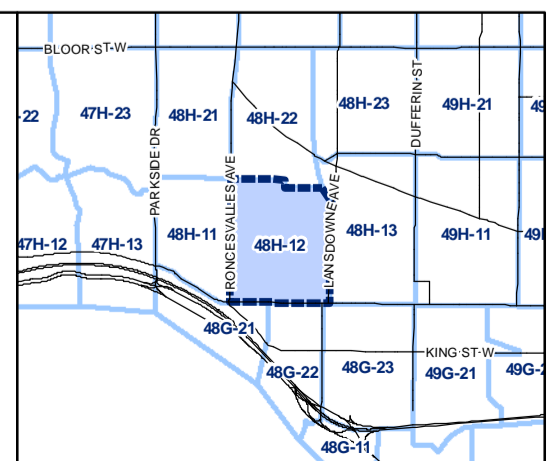 BLOOR ST W
22
47H-23
48H-21
48H-22
48H-23
49H-21
49
PARKSIDE DR
RONCESVALLES AVE
LANSDOWNE AVE
DUFFERIN ST
47H-12
47H-13
48H-11
48H-12
48H-13
49H-11
49H
48G-21
KING ST W
48G-22
48G-23
49G-21
49G-2
48G-11